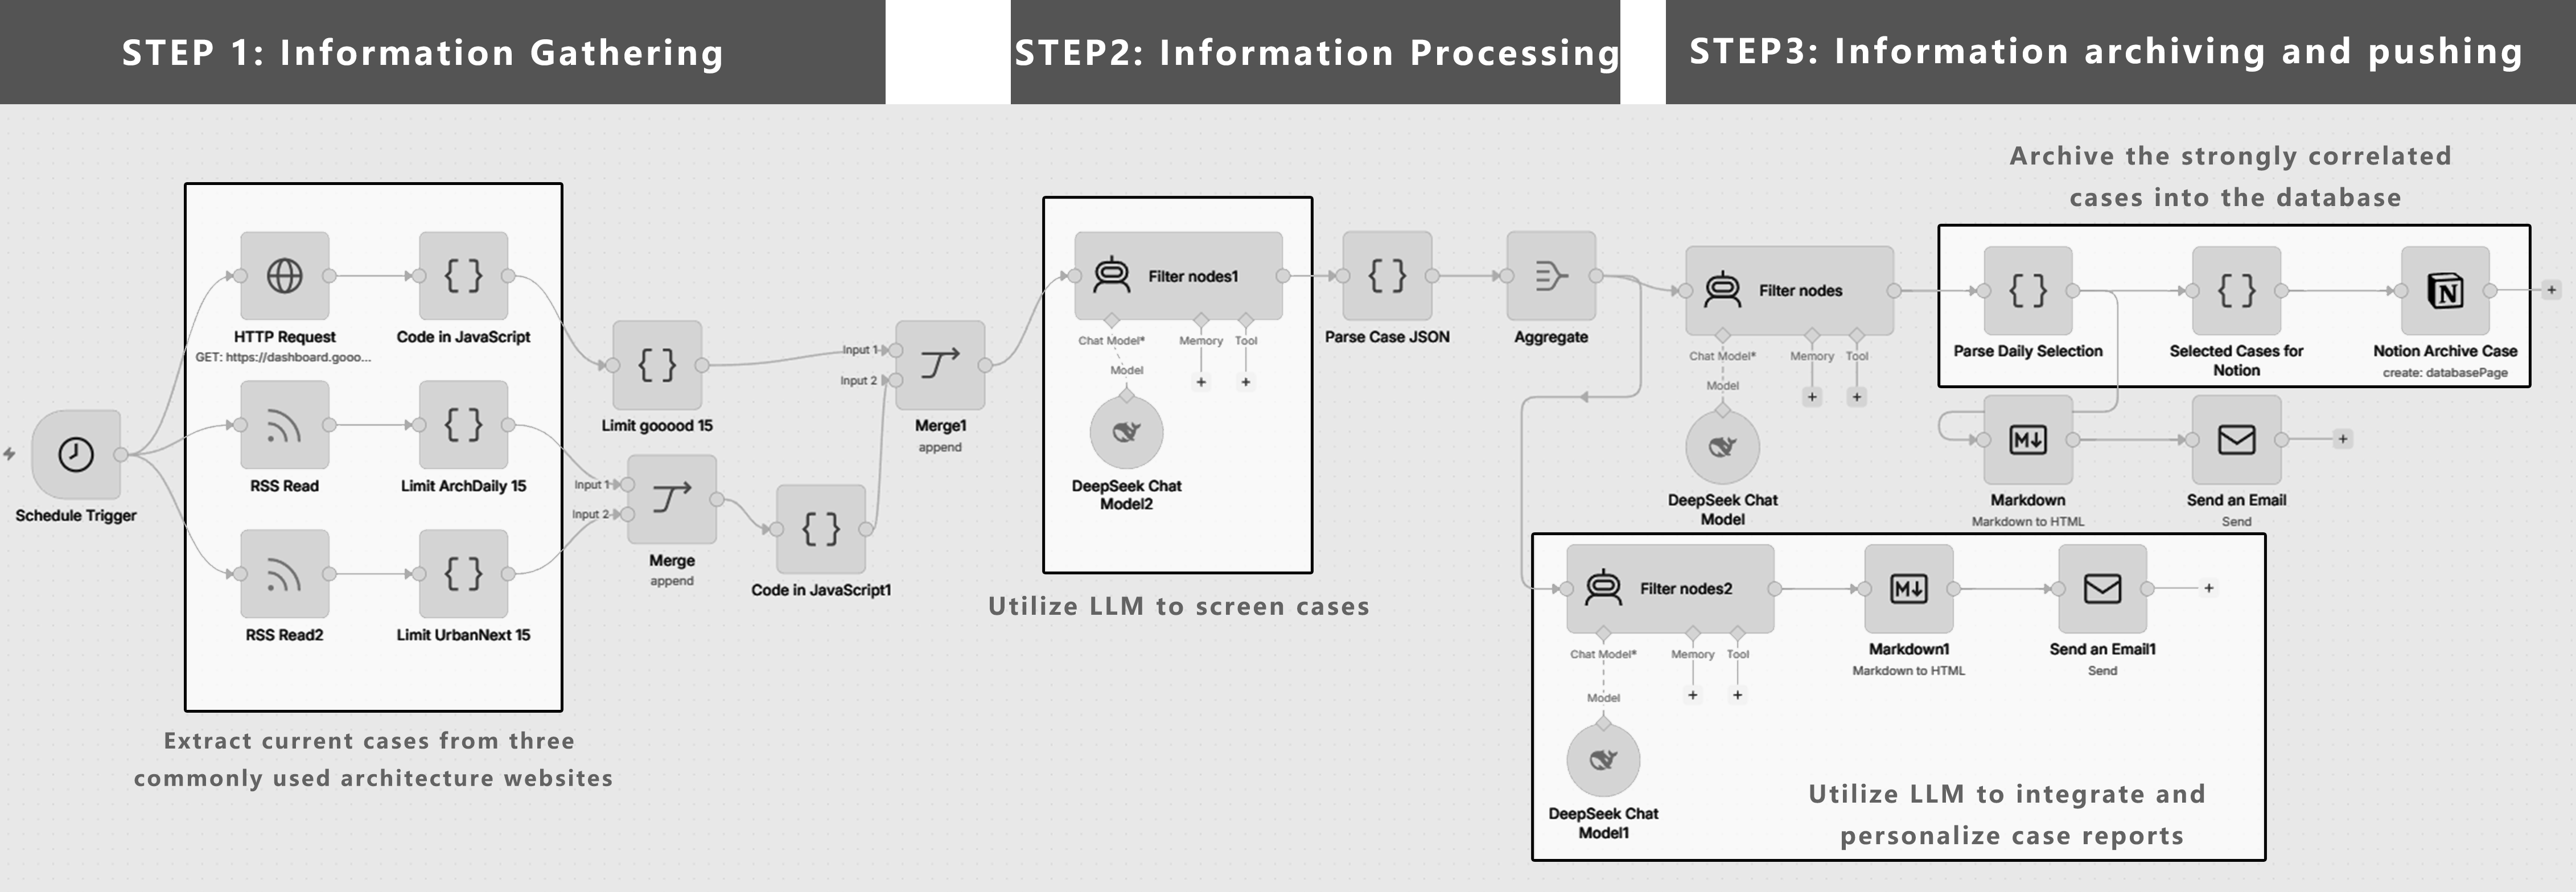 STEP 1: Information Gathering
STEP2: Information Processing
STEP3: Information archiving and pushing
Archive the strongly correlated
cases into the database
Schedule Trigger
HTTP Request
GET: https://dashboard.gooo...
Code in JavaScript
RSS Read
Limit ArchDaily 15
RSS Read2
Limit UrbanNext 15
Extract current cases from three
commonly used architecture websites
Limit gooood 15
Input 1
Input 2
Merge
append
Code in JavaScript1
Input 1
Input 2
Merge1
append
Filter nodes1
Chat Model*
Memory
Tool
Model
DeepSeek Chat
Model2
Utilize LLM to screen cases
Parse Case JSON
Aggregate
Filter nodes
Chat Model*
Memory
Tool
Model
DeepSeek Chat
Model
Parse Daily Selection
Selected Cases for
Notion
N
Notion Archive Case
create: databasePage
M↓
Markdown
Markdown to HTML
Send an Email
Send
Filter nodes2
Chat Model*
Memory
Tool
Model
DeepSeek Chat
Model1
M↓
Markdown1
Markdown to HTML
Send an Email1
Send
Utilize LLM to integrate and
personalize case reports